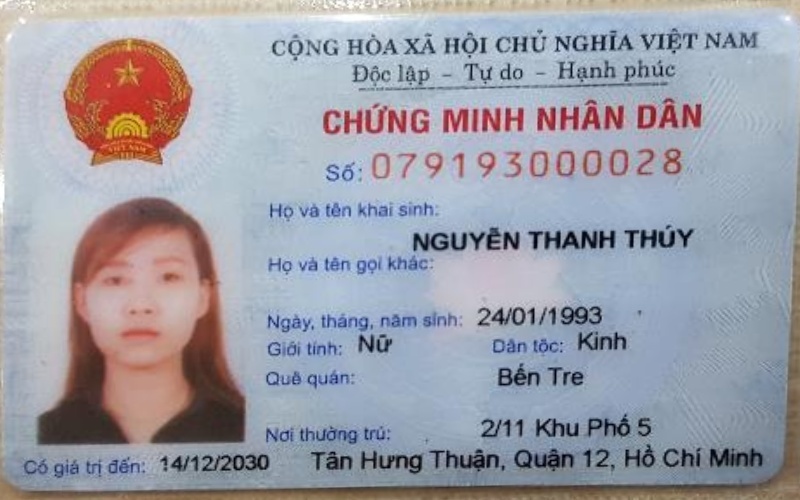 CỘNG HÒA XÃ HỘI CHỦ NGHĨA VIỆT NAM
Độc lập - Tự do - Hạnh phúc
CHỨNG MINH NHÂN DÂN
Số: 079193000028
Họ và tên khai sinh:
NGUYỄN THANH THÚY
Họ và tên gọi khác:
Ngày, tháng, năm sinh: 24/01/1993
Giới tính: Nữ Dân tộc: Kinh
Quê quán: Bến Tre
Nơi thường trú: 2/11 Khu Phố 5
Có giá trị đến: 14/12/2030 Tân Hưng Thuận, Quận 12, Hồ Chí Minh